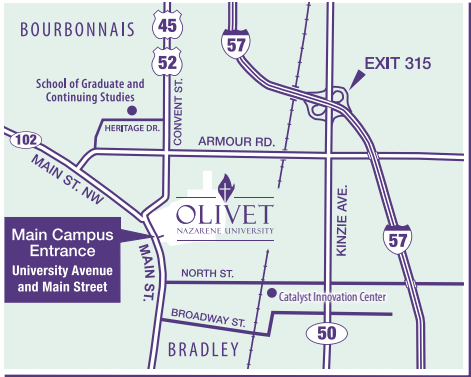 BOURBONNAIS
45
52
57
EXIT 315
School of Graduate and
Continuing Studies
HERITAGE DR.
CONVENT ST.
102
ARMOUR RD.
MAIN ST. NW
OLIVET
NAZARENE UNIVERSITY
KINZIE AVE.
Main Campus
Entrance
University Avenue
and Main Street
MAIN ST.
57
NORTH ST.
Catalyst Innovation Center
BROADWAY ST.
50
BRADLEY